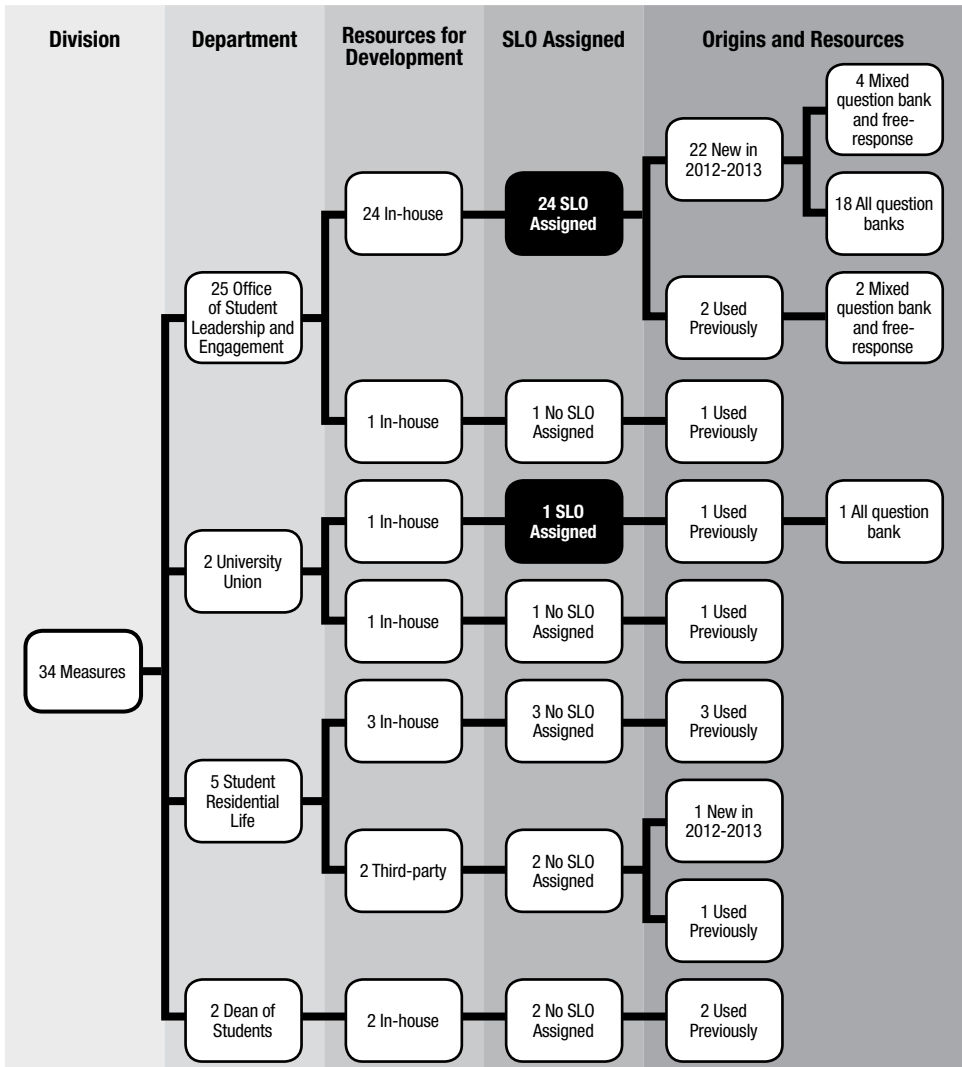 Division
Department
Resources for
Development
SLO Assigned
Origins and Resources
34 Measures
25 Office
of Student
Leadership and
Engagement
24 In-house
24 SLO
Assigned
22 New in
2012-2013
4 Mixed
question bank
and free-
response
18 All question
banks
2 Used
Previously
2 Mixed
question bank
and free-
response
1 In-house
1 No SLO
Assigned
1 Used
Previously
2 University
Union
1 In-house
1 SLO
Assigned
1 Used
Previously
1 All question
bank
1 In-house
1 No SLO
Assigned
1 Used
Previously
5 Student
Residential
Life
3 In-house
3 No SLO
Assigned
3 Used
Previously
2 Third-party
2 No SLO
Assigned
1 New in
2012-2013
1 Used
Previously
2 Dean of
Students
2 In-house
2 No SLO
Assigned
2 Used
Previously